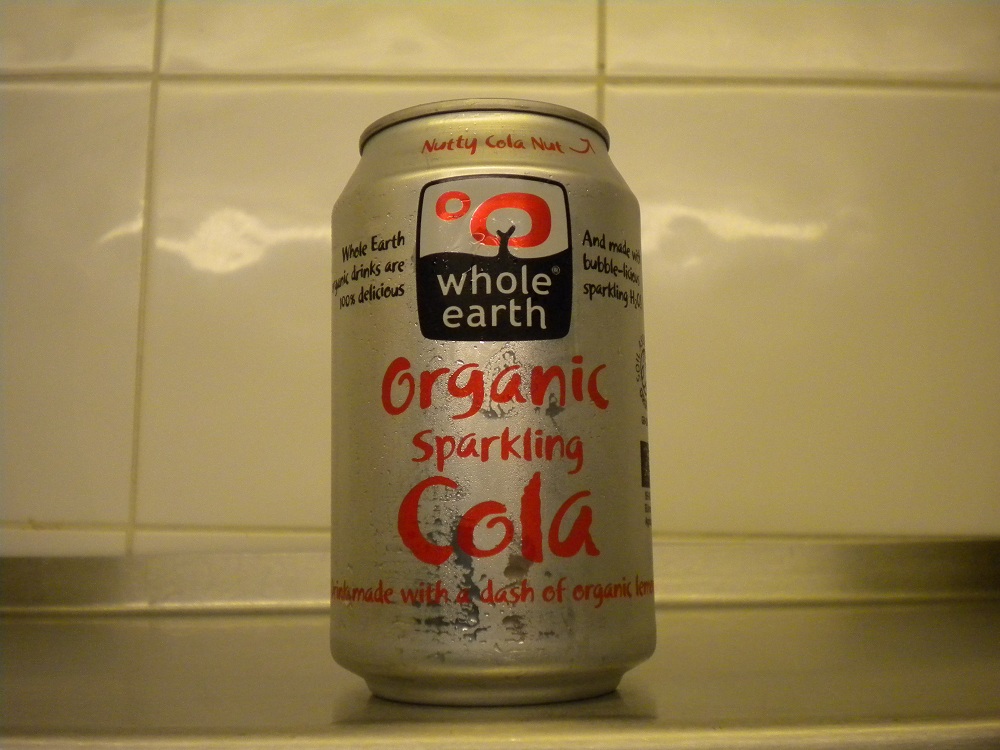 Nutty Cola Nut
Whole Earth
drinks are
100% delicious
whole®
earth
And made with
bubble-licious
sparkling
Organic
sparkling
Cola
made with a dash of organic